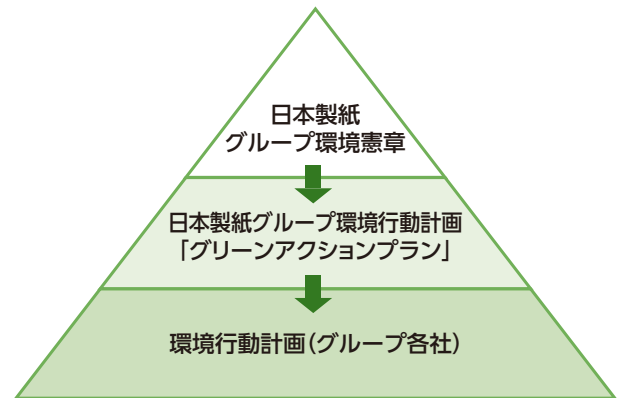 日本製紙
グループ環境憲章
日本製紙グループ環境行動計画
「グリーンアクションプラン」
環境行動計画(グループ各社)